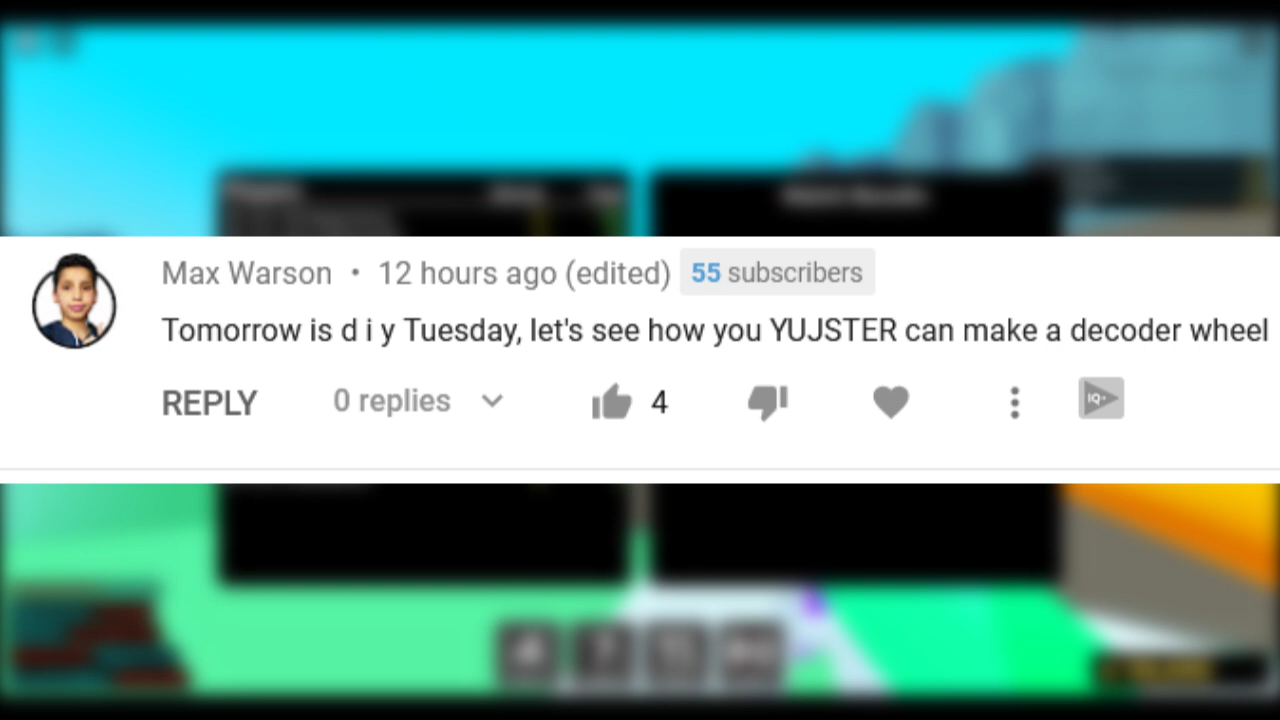 Max Warson • 12 hours ago (edited) 55 subscribers
Tomorrow is d i y Tuesday, let's see how you YUJSTER can make a decoder wheel
REPLY 0 replies 4
IQ+